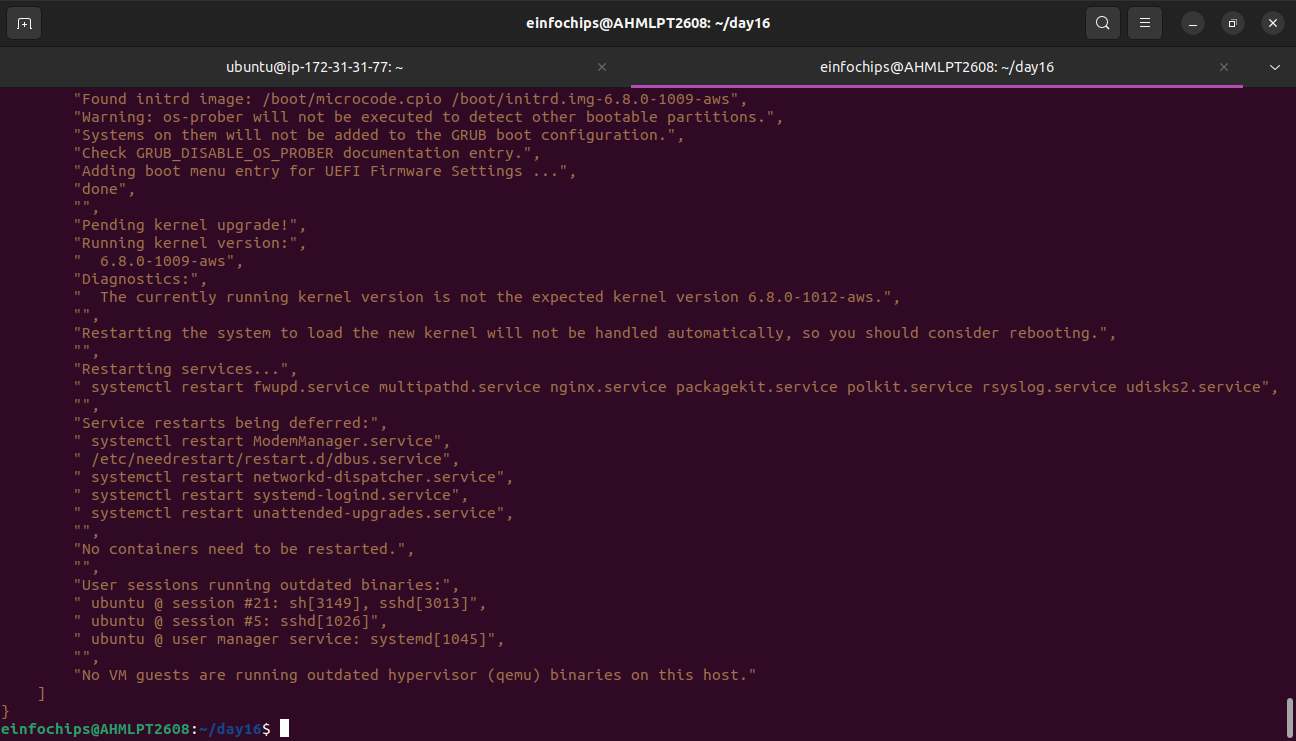 einfochips@AHMLPT2608: ~/day16
ubuntu@ip-172-31-31-77: ~
einfochips@AHMLPT2608: ~/day16
"Found initrd image: /boot/microcode.cpio /boot/initrd.img-6.8.0-1009-aws",
"Warning: os-prober will not be executed to detect other bootable partitions.",
"Systems on them will not be added to the GRUB boot configuration.",
"Check GRUB_DISABLE_OS_PROBER documentation entry.",
"Adding boot menu entry for UEFI Firmware Settings ...",
"done",
"",
"Pending kernel upgrade!",
"Running kernel version:",
"  6.8.0-1009-aws",
"Diagnostics:",
"  The currently running kernel version is not the expected kernel version 6.8.0-1012-aws.",
"",
"Restarting the system to load the new kernel will not be handled automatically, so you should consider rebooting.",
"",
"Restarting services...",
" systemctl restart fwupd.service multipathd.service nginx.service packagekit.service polkit.service rsyslog.service udisks2.service",
"",
"Service restarts being deferred:",
" systemctl restart ModemManager.service",
" /etc/needrestart/restart.d/dbus.service",
" systemctl restart networkd-dispatcher.service",
" systemctl restart systemd-logind.service",
" systemctl restart unattended-upgrades.service",
"",
"No containers need to be restarted.",
"",
"User sessions running outdated binaries:",
" ubuntu @ session #21: sh[3149], sshd[3013]",
" ubuntu @ session #5: sshd[1026]",
" ubuntu @ user manager service: systemd[1045]",
"",
"No VM guests are running outdated hypervisor (qemu) binaries on this host."
]
}
einfochips@AHMLPT2608:~/day16$